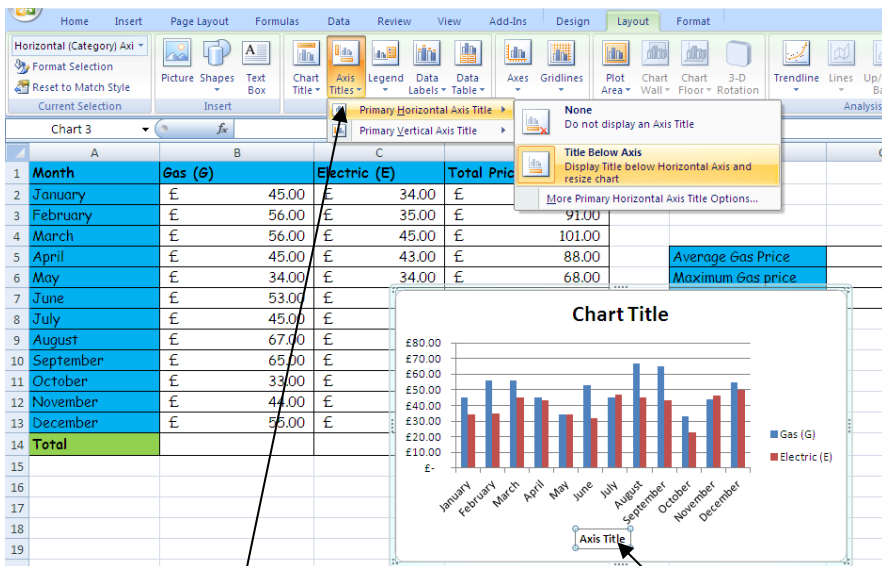 Home Insert Page Layout Formulas Data Review View Add-Ins Design Layout Format
Horizontal (Category) Axi
Format Selection
Reset to Match Style
Current Selection
Picture Shapes Text Box
Insert
Chart Title Axis Titles Legend Data Labels Data Table
Axes Gridlines
Plot Area Chart Wall Chart Floor 3-D Rotation
Trendline Lines Up/
Analysis
Primary Horizontal Axis Title
Primary Vertical Axis Title
None
Do not display an Axis Title
Title Below Axis
Display Title below Horizontal Axis and
resize chart
More Primary Horizontal Axis Title Options...
Chart 3 fx
A B C
1 Month Gas (G) Electric (E) Total Pric
2 January £ 45.00 £ 34.00 £
3 February £ 56.00 £ 35.00 £ 91.00
4 March £ 56.00 £ 45.00 £ 101.00
5 April £ 45.00 £ 43.00 £ 88.00 Average Gas Price
6 May £ 34.00 £ 34.00 £ 68.00 Maximum Gas price
7 June £ 53.00 £
8 July £ 45.00 £
9 August £ 67.00 £
10 September £ 65.00 £
11 October £ 33.00 £
12 November £ 44.00 £
13 December £ 55.00 £
14 Total
15
16
17
18
19
Chart Title
£80.00
£70.00
£60.00
£50.00
£40.00
£30.00
£20.00
£10.00
£-
January February March April May June July August September October November December
Gas (G)
Electric (E)
Axis Title